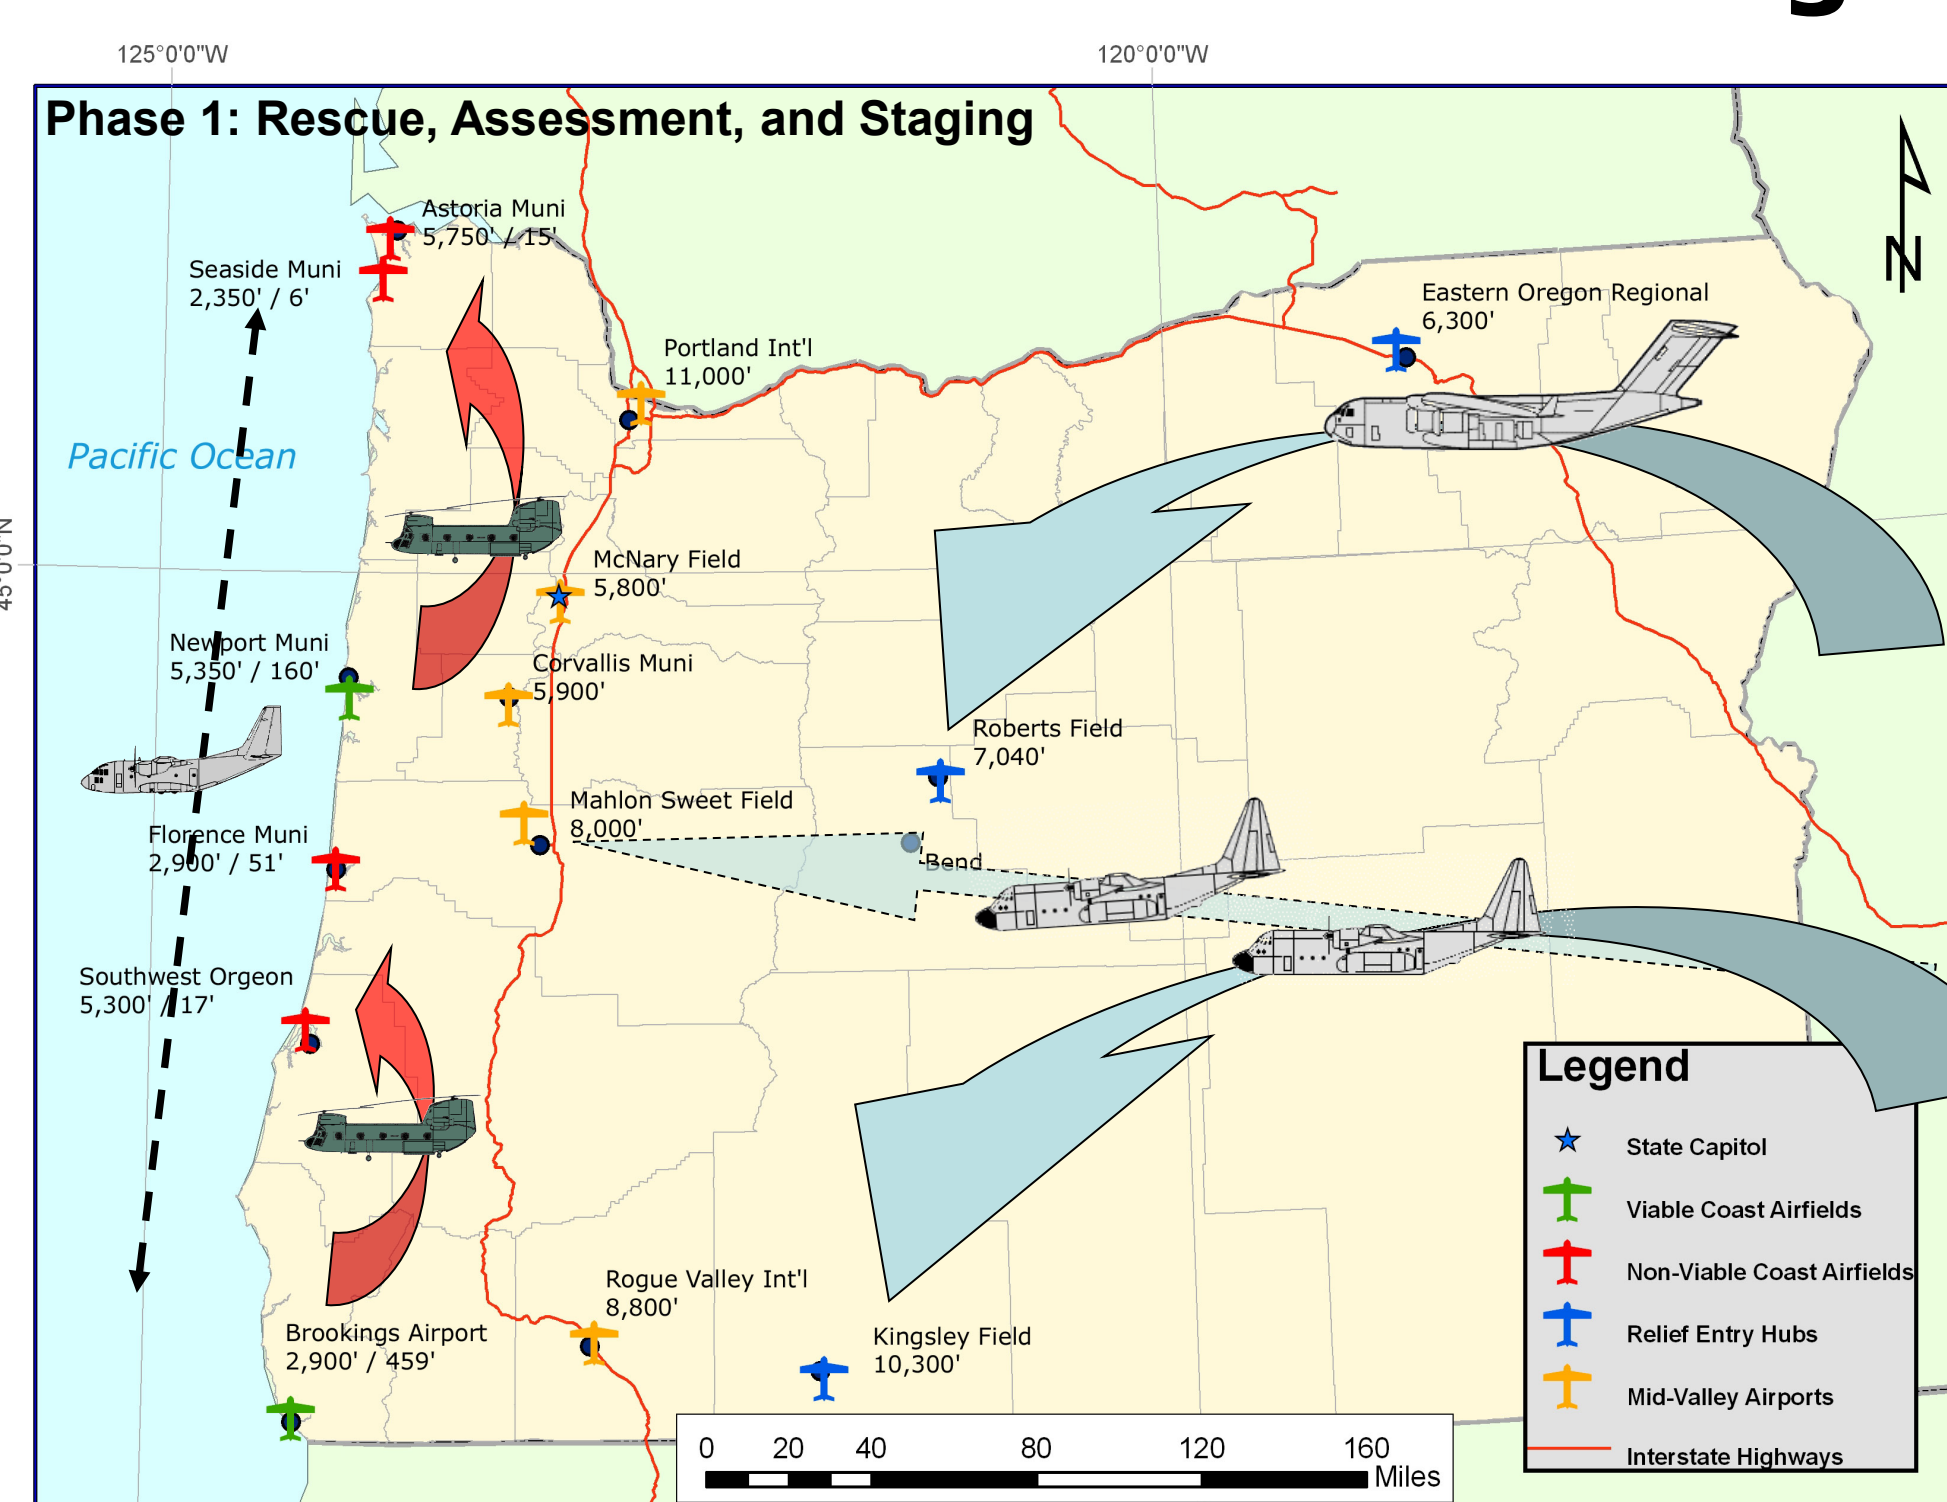 125°0'0"W
120°0'0"W
Phase 1: Rescue, Assessment, and Staging
N
Astoria Muni
5,750' / 15'
Seaside Muni
2,350' / 6'
Eastern Oregon Regional
6,300'
Portland Int'l
11,000'
Pacific Ocean
45°0'0"N
McNary Field
5,800'
Newport Muni
5,350' / 160'
Corvallis Muni
5,900'
Roberts Field
7,040'
Mahlon Sweet Field
8,000'
Florence Muni
2,900' / 51'
Bend
Southwest Orgeon
5,300' / 17'
Rogue Valley Int'l
8,800'
Brookings Airport
2,900' / 459'
Kingsley Field
10,300'
Legend
State Capitol
Viable Coast Airfields
Non-Viable Coast Airfields
Relief Entry Hubs
Mid-Valley Airports
Interstate Highways
0 20 40 80 120 160
Miles